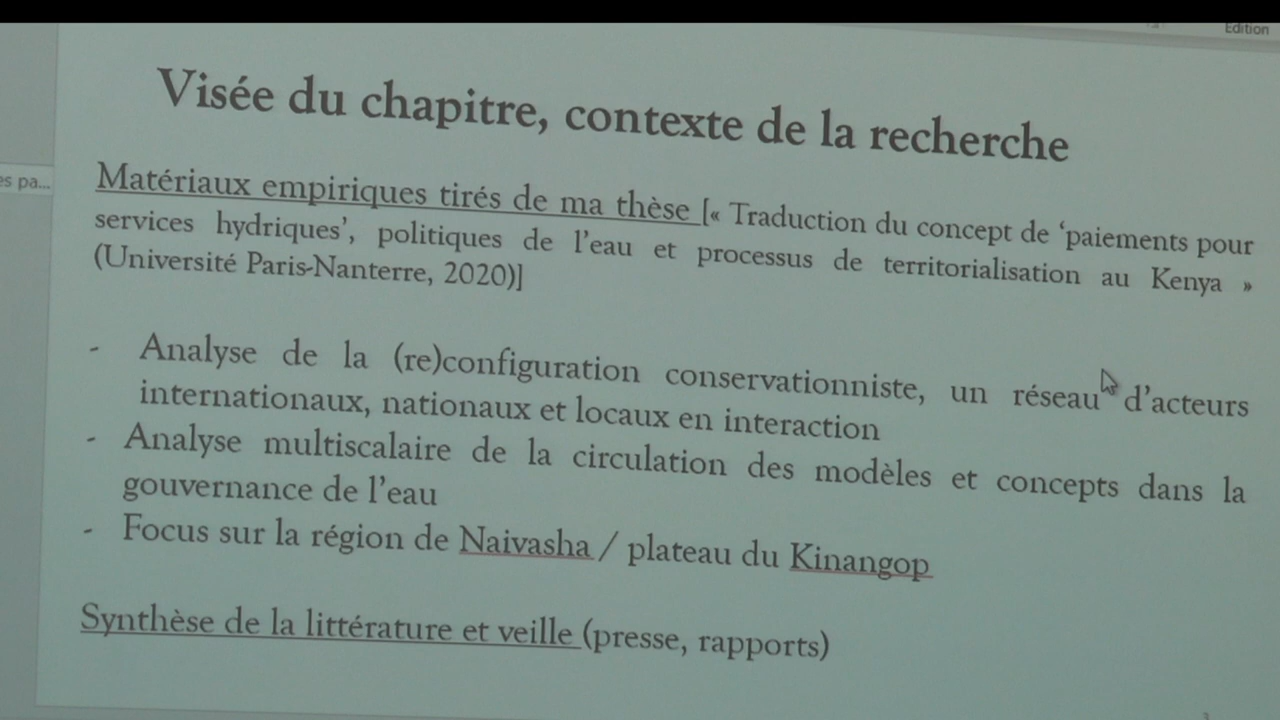 Edition
Visée du chapitre, contexte de la recherche
es pa...
Matériaux empiriques tirés de ma thèse [« Traduction du concept de ‘paiements pour
services hydriques’, politiques de l’eau et processus de territorialisation au Kenya »
(Université Paris-Nanterre, 2020)]
- Analyse de la (re)configuration conservationniste, un réseau d’acteurs
internationaux, nationaux et locaux en interaction
- Analyse multiscalaire de la circulation des modèles et concepts dans la
gouvernance de l’eau
- Focus sur la région de Naivasha / plateau du Kinangop
Synthèse de la littérature et veille (presse, rapports)